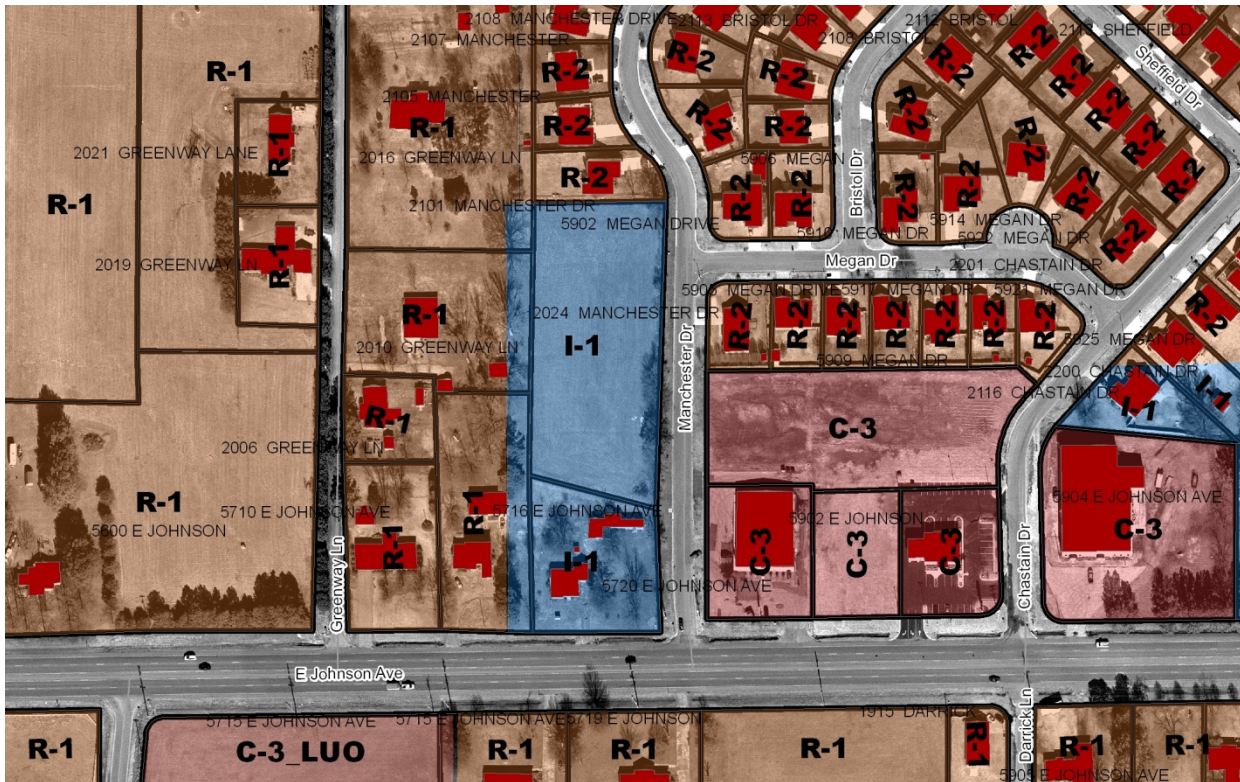 2108 MANCHESTER DRIVE
2113 BRISTOL DR
2112 BRISTOL
2113 SHEFFIELD
2107 MANCHESTER
2108 BRISTOL
R-2
R-2
R-2
R-2
R-2
Sheffield Dr
R-1
R-2
R-2
2105 MANCHESTER
R-1
R-2
R-2
R-2
R-2
R-2
R-2
R-1
2021 GREENWAY LANE
2016 GREENWAY LN
5906 MEGAN
R-2
R-2
R-2
R-1
2101 MANCHESTER DR
R-2
R-2
R-2
R-2
R-2
Bristol Dr
5902 MEGAN DRIVE
5910 MEGAN DR
5914 MEGAN DR
R-2
R-1
5922 MEGAN DR
2019 GREENWAY LN
Megan Dr
2201 CHASTAIN DR
5905 MEGAN DRIVE
5917 MEGAN DR
5921 MEGAN DR
2024 MANCHESTER DR
R-2
R-2
R-2
R-2
R-2
R-2
R-2
R-2
2010 GREENWAY LN
I-1
Manchester Dr
5909 MEGAN DR
5925 MEGAN DR
2200 CHASTAIN DR
2116 CHASTAIN DR
I-1
I-1
R-1
C-3
2006 GREENWAY LN
R-1
R-1
5904 E JOHNSON AVE
5710 E JOHNSON AVE
5716 E JOHNSON AVE
5902 E JOHNSON
5600 E JOHNSON
C-3
R-1
I-1
C-3
C-3
C-3
5720 E JOHNSON AVE
Greenway Ln
Chastain Dr
E Johnson Ave
5713 E JOHNSON AVE
5715 E JOHNSON AVE
5719 E JOHNSON AVE
1915 DARRICK
Darrick Ln
R-1
C-3_LUO
R-1
R-1
R-1
R-1
R-1
R-1
5905 E JOHNSON AVE